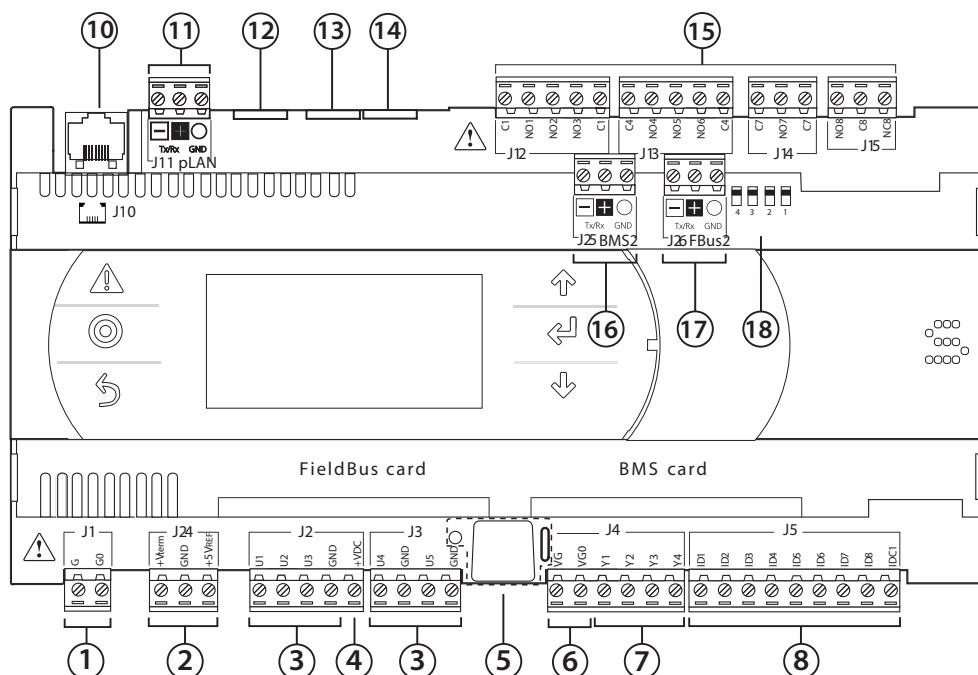 10 11 12 13 14 15
C1 NO1 NO2 NO3 C1 C4 NO4 NO5 NO6 C4 C7 NO7 C7 NO8 C8 NC8
Tx/Rx GND
J11 pLAN
J12 J13 J14 J15
J10
4 3 2 1
Tx/Rx GND Tx/Rx GND
J25 BMS2 J26 FBus2
16 17 18
FieldBus card BMS card
J1 J24 J2 J3 J4 J5
G G0 +Vterm GND +5VREF U1 U2 U3 GND +VDC U4 GND U5 GND VG VG0 Y1 Y2 Y3 Y4 ID1 ID2 ID3 ID4 ID5 ID6 ID7 ID8 IDC1
1 2 3 4 3 5 6 7 8